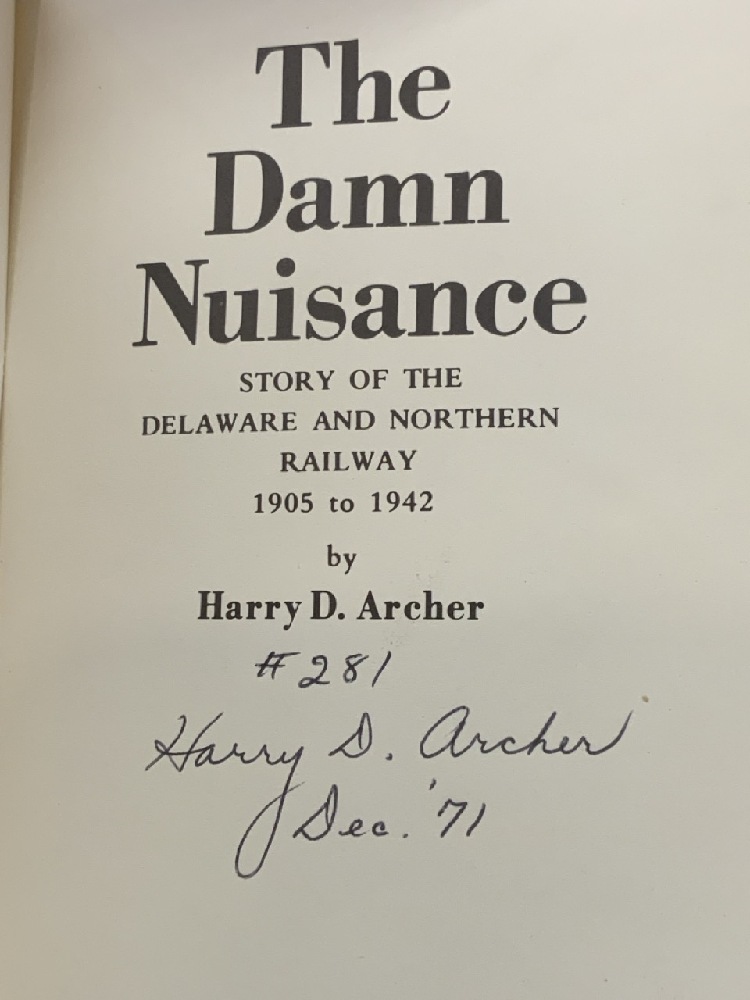 The
Damn
Nuisance
STORY OF THE
DELAWARE AND NORTHERN
RAILWAY
1905 to 1942
by
Harry D. Archer
#281
Harry D. Archer
Dec. '71